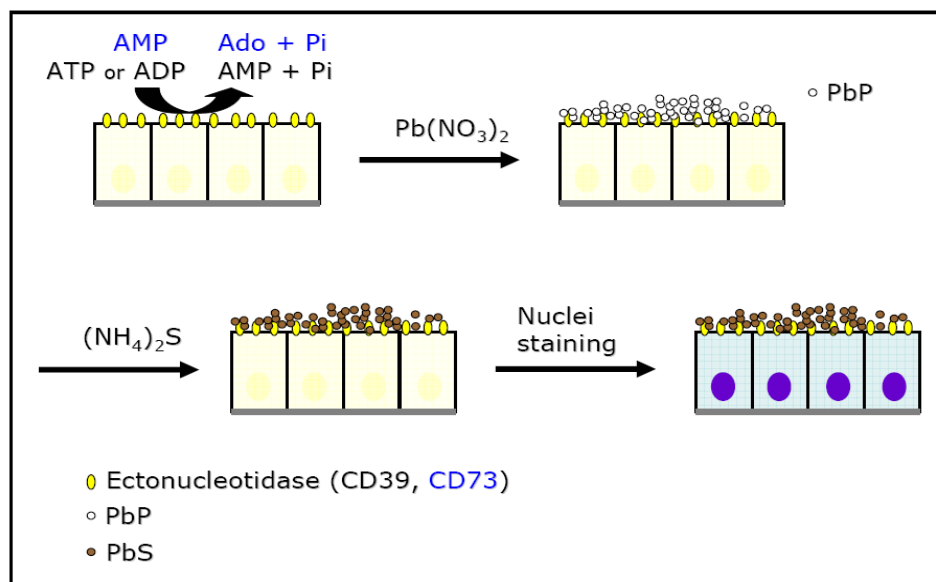 AMP Ado + Pi
ATP or ADP AMP + Pi
PbP
Pb(NO₃)₂
(NH₄)₂S
Nuclei
staining
Ectonucleotidase (CD39, CD73)
PbP
PbS